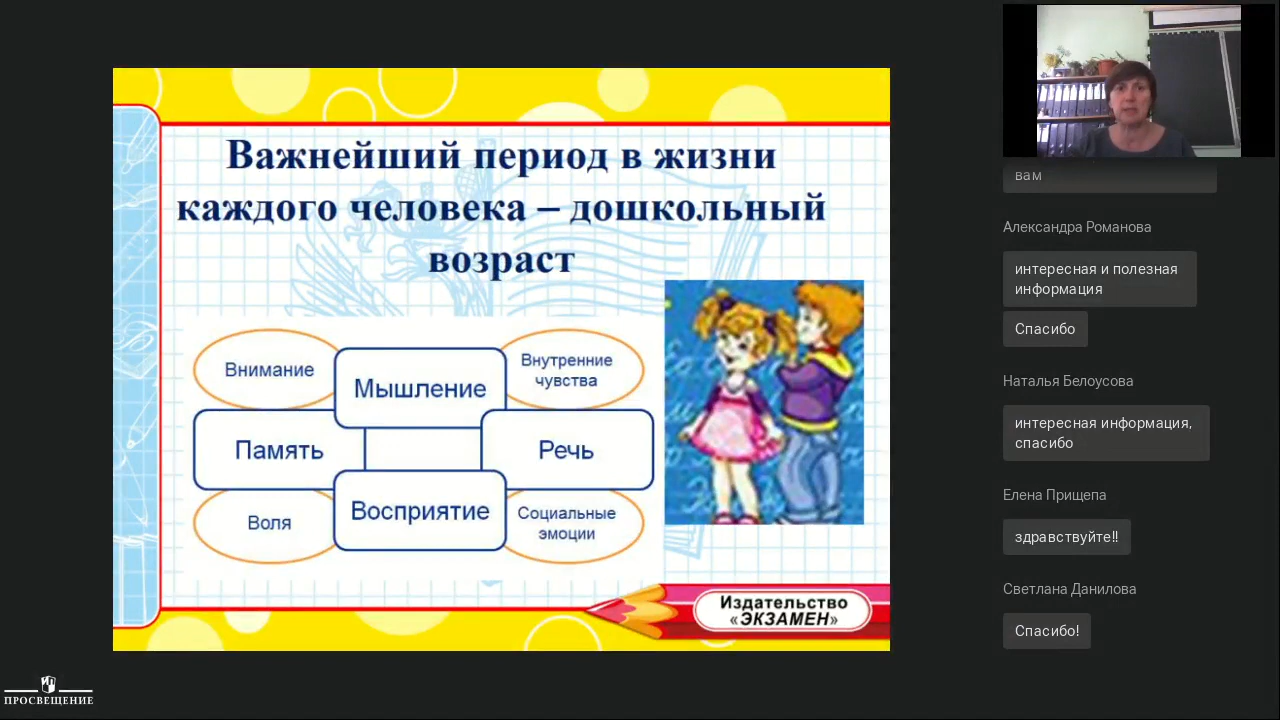 Важнейший период в жизни
каждого человека – дошкольный
возраст
Внимание
Мышление
Внутренние
чувства
Память
Речь
Воля
Восприятие
Социальные
эмоции
Издательство
«ЭКЗАМЕН»
ПРОСВЕЩЕНИЕ
вам
Александра Романова
интересная и полезная
информация
Спасибо
Наталья Белоусова
интересная информация,
спасибо
Елена Прищепа
здравствуйте!!
Светлана Данилова
Спасибо!